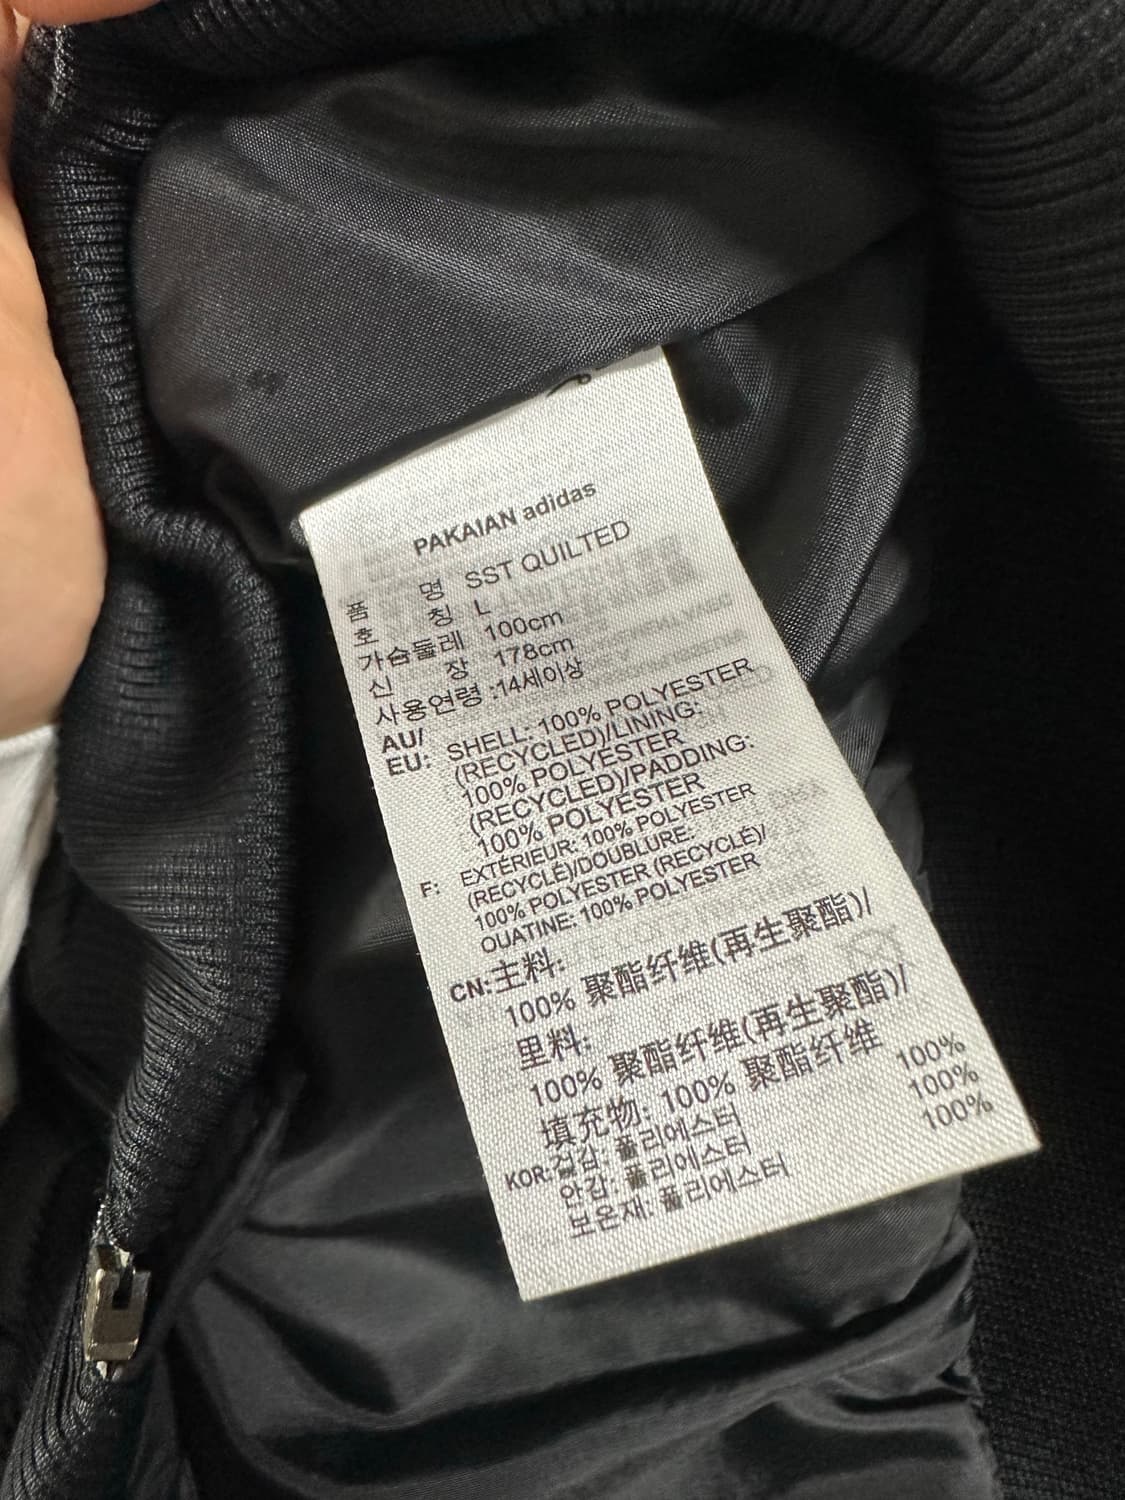 PAKAIAN adidas
품 명 SST QUILTED
호 칭 L
가슴둘레 100cm
신 장 178cm
사용연령 :14세이상
AU/
EU: SHELL: 100% POLYESTER
(RECYCLED)/LINING:
100% POLYESTER
(RECYCLED)/PADDING:
100% POLYESTER
F: EXTÉRIEUR: 100% POLYESTER
(RECYCLÉ)/DOUBLURE:
100% POLYESTER (RECYCLÉ)/
OUATINE: 100% POLYESTER
CN:主料:
100% 聚酯纤维(再生聚酯)/
里料:
100% 聚酯纤维(再生聚酯)/
填充物: 100% 聚酯纤维
KOR:겉감: 폴리에스터 100%
안감: 폴리에스터 100%
보온재: 폴리에스터 100%